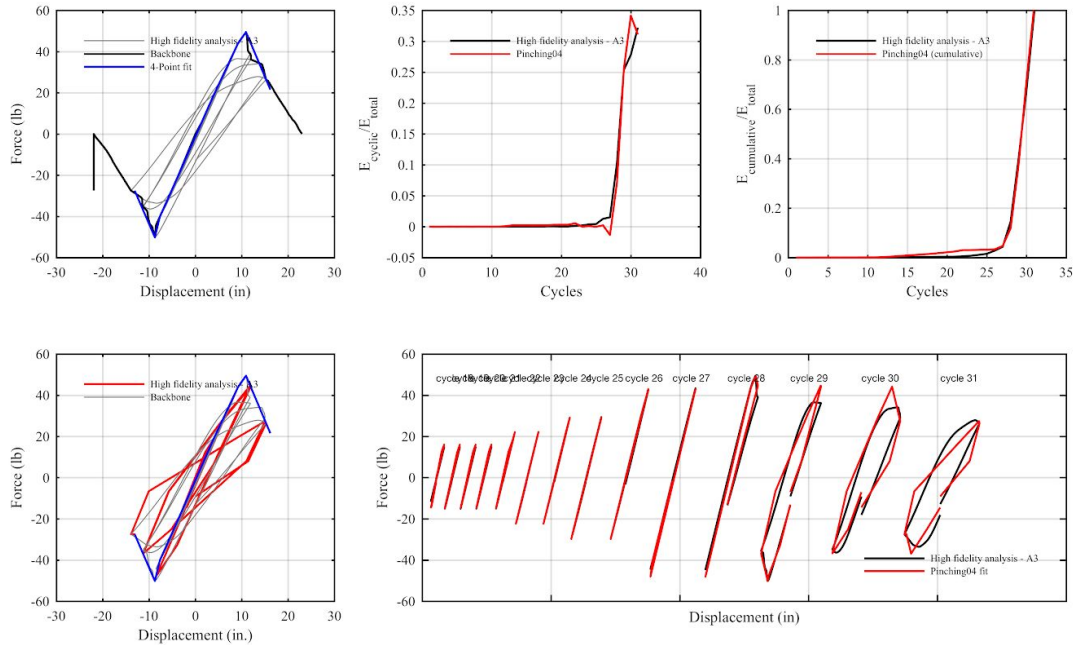 60
40
20
0
-20
-40
-60
-30
-20
-10
0
10
20
30
Force (lb)
Displacement (in)
High fidelity analysis - A3
Backbone
4-Point fit
0.35
0.3
0.25
0.2
0.15
0.1
0.05
0
-0.05
0
10
20
30
40
E_cyclic/E_total
Cycles
High fidelity analysis - A3
Pinching04
1
0.8
0.6
0.4
0.2
0
0
5
10
15
20
25
30
35
E_cumulative/E_total
Cycles
High fidelity analysis - A3
Pinching04 (cumulative)
60
40
20
0
-20
-40
-60
-30
-20
-10
0
10
20
30
Force (lb)
Displacement (in.)
High fidelity analysis - A3
Backbone
60
40
20
0
-20
-40
-60
Force (lb)
Displacement (in)
cycle 22
cycle 23
cycle 24
cycle 25
cycle 26
cycle 27
cycle 28
cycle 29
cycle 30
cycle 31
High fidelity analysis - A3
Pinching04 fit